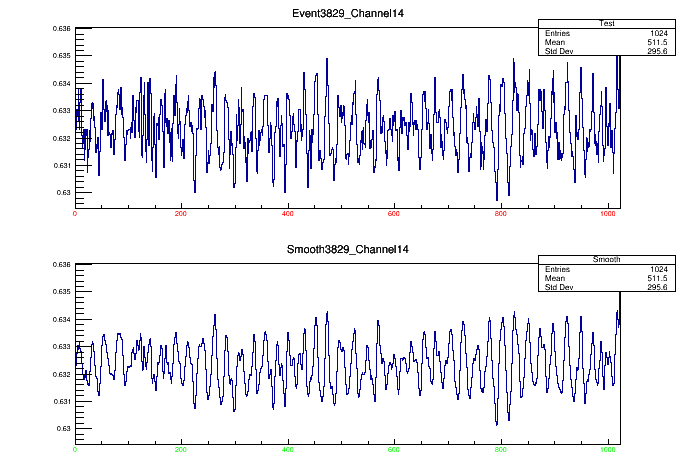 Event3829_Channel14
Test
Entries 1024
Mean 511.5
Std Dev 295.6
0.636
0.635
0.634
0.633
0.632
0.631
0.63
0 200 400 600 800 1000
Smooth3829_Channel14
Smooth
Entries 1024
Mean 511.5
Std Dev 295.6
0.636
0.635
0.634
0.633
0.632
0.631
0.63
0 200 400 600 800 1000